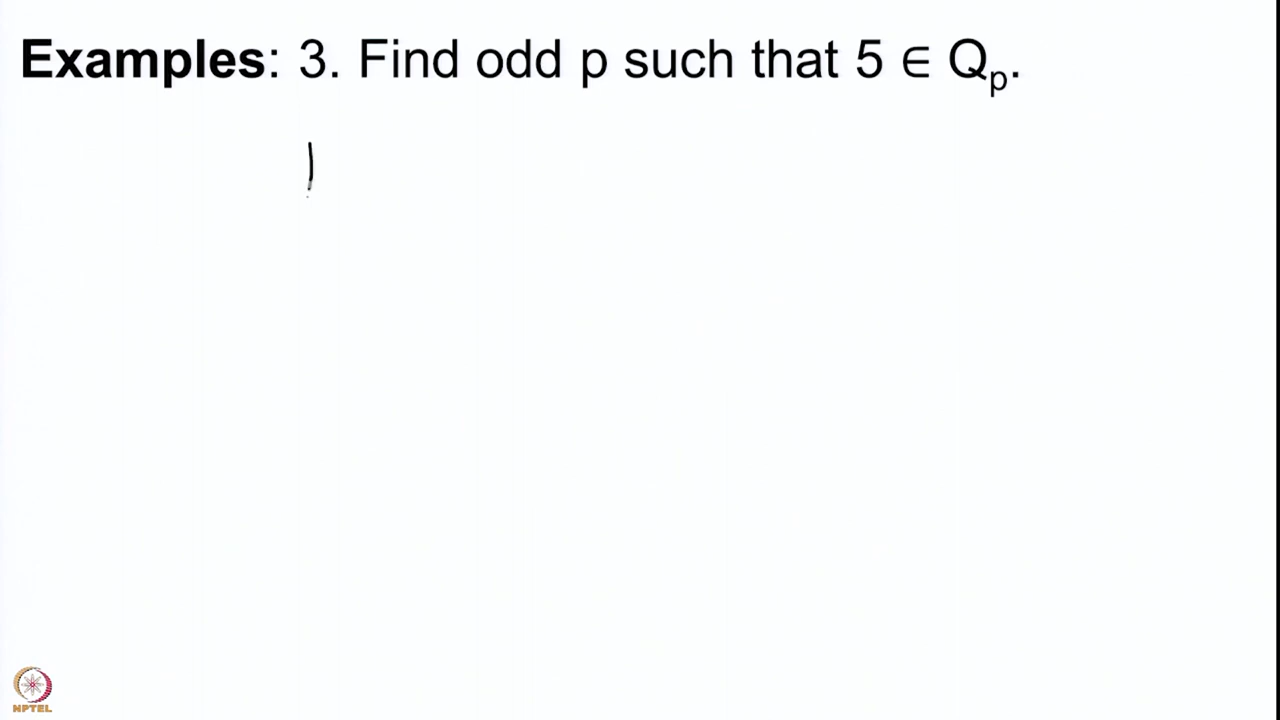 Examples: 3. Find odd p such that 5 ∈ Qp.
NPTEL